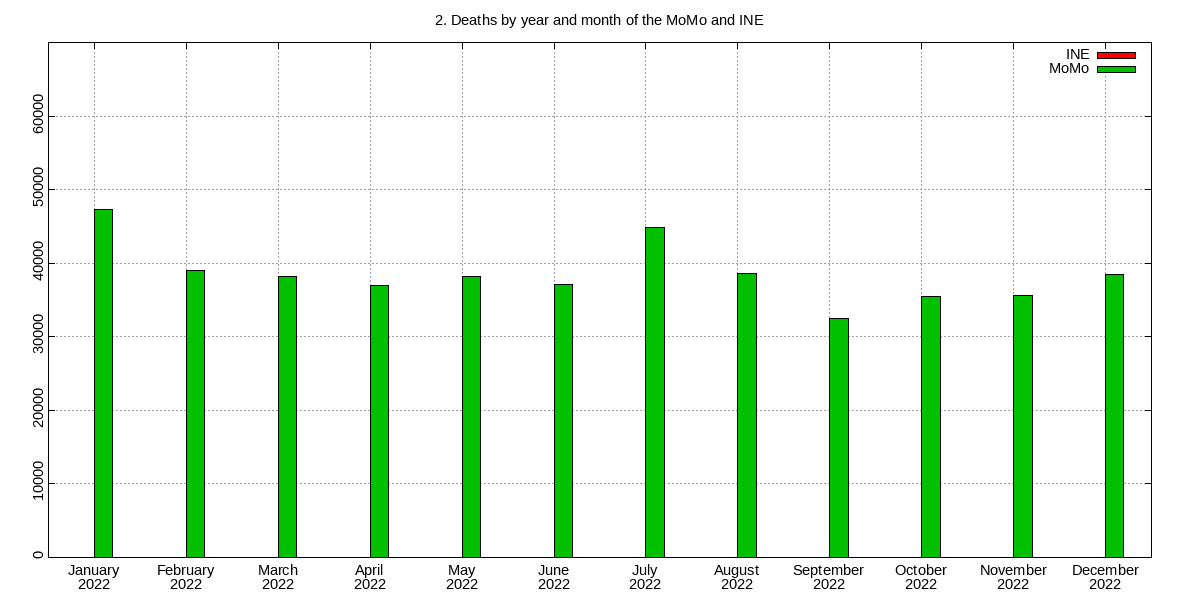 2. Deaths by year and month of the MoMo and INE
INE
MoMo
60000
50000
40000
30000
20000
10000
0
January February March April May June July August September October November December
2022 2022 2022 2022 2022 2022 2022 2022 2022 2022 2022 2022